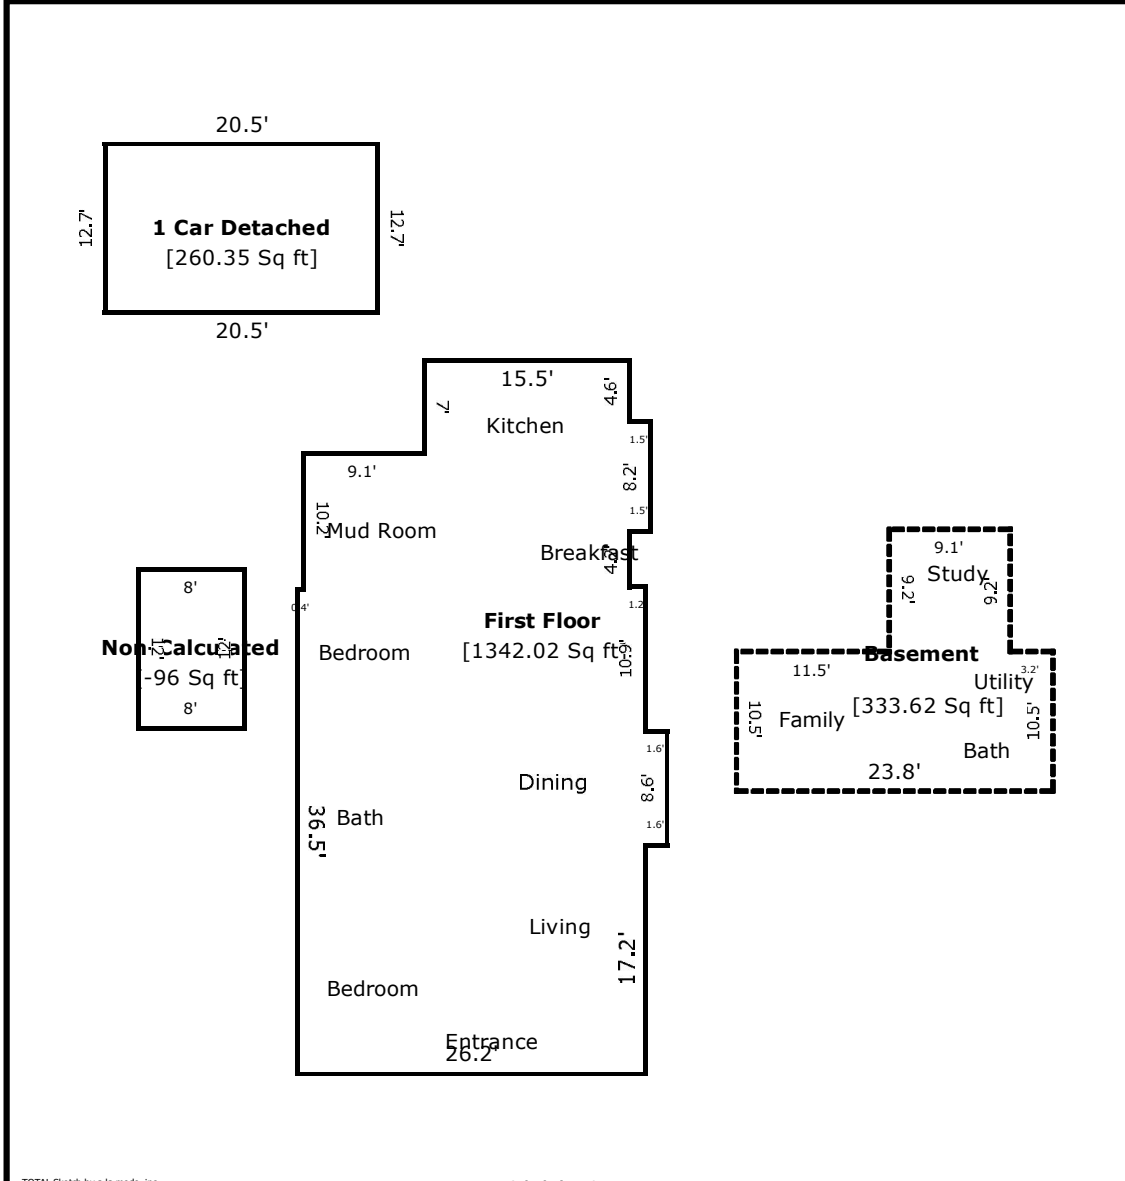 20.5'
12.7'
12.7'
1 Car Detached
[260.35 Sq ft]
20.5'
15.5'
4.6'
7'
Kitchen
1.5'
9.1'
8.2'
1.5'
10.2'
Mud Room
Breakfast
9.1'
Study
9.2'
9.2'
8'
0.4'
1.2'
First Floor
[1342.02 Sq ft]
10.9'
Non-Calculated
12'
12'
[-96 Sq ft]
8'
Bedroom
Basement
11.5'
3.2'
Utility
[333.62 Sq ft]
10.5'
10.5'
Family
Bath
23.8'
1.6'
Dining
8.6'
1.6'
36.5'
Bath
Living
17.2'
Bedroom
Entrance
26.2'